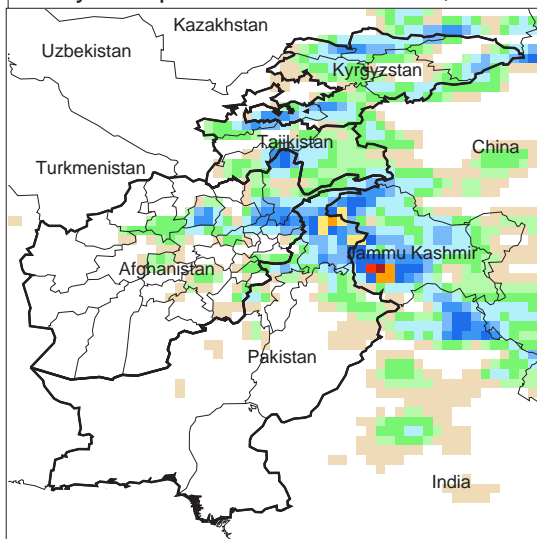 Kazakhstan
Uzbekistan
Kyrgyzstan
Tajikistan
China
Turkmenistan
Jammu Kashmir
Afghanistan
Pakistan
India